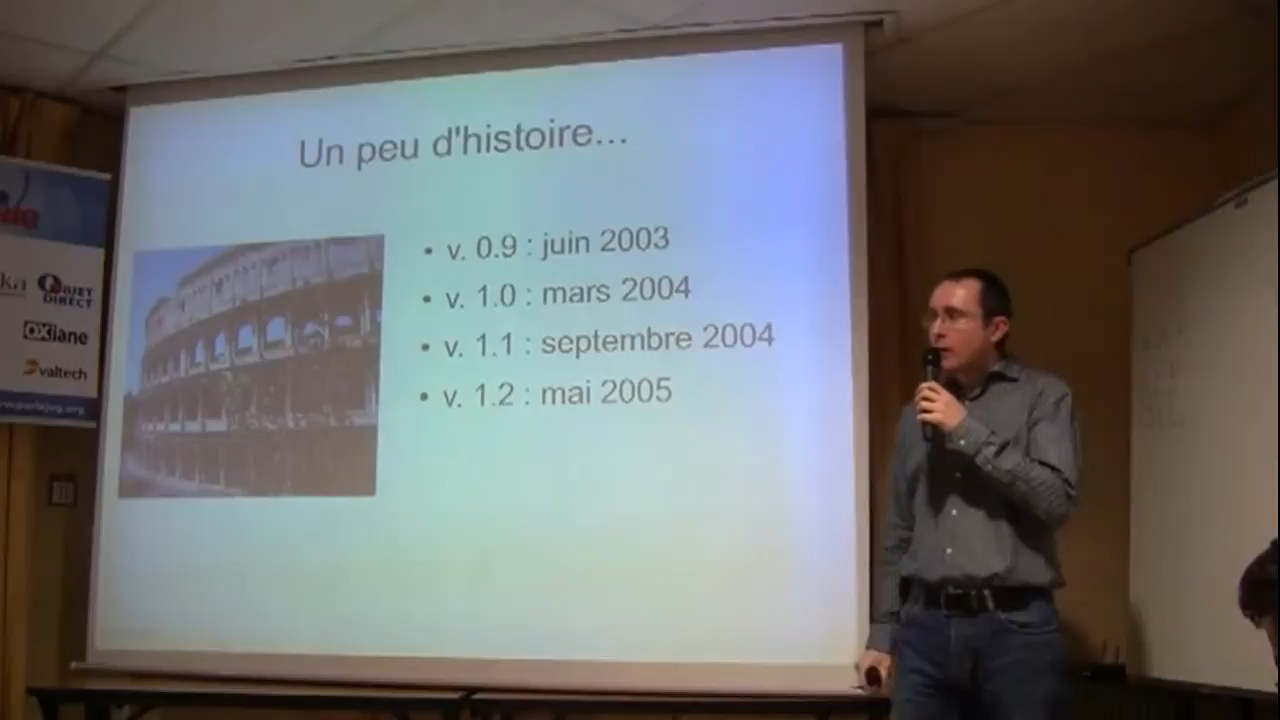 Un peu d'histoire...
• v. 0.9 : juin 2003
• v. 1.0 : mars 2004
• v. 1.1 : septembre 2004
• v. 1.2 : mai 2005
OBJET
DIRECT
OXiane
valtech